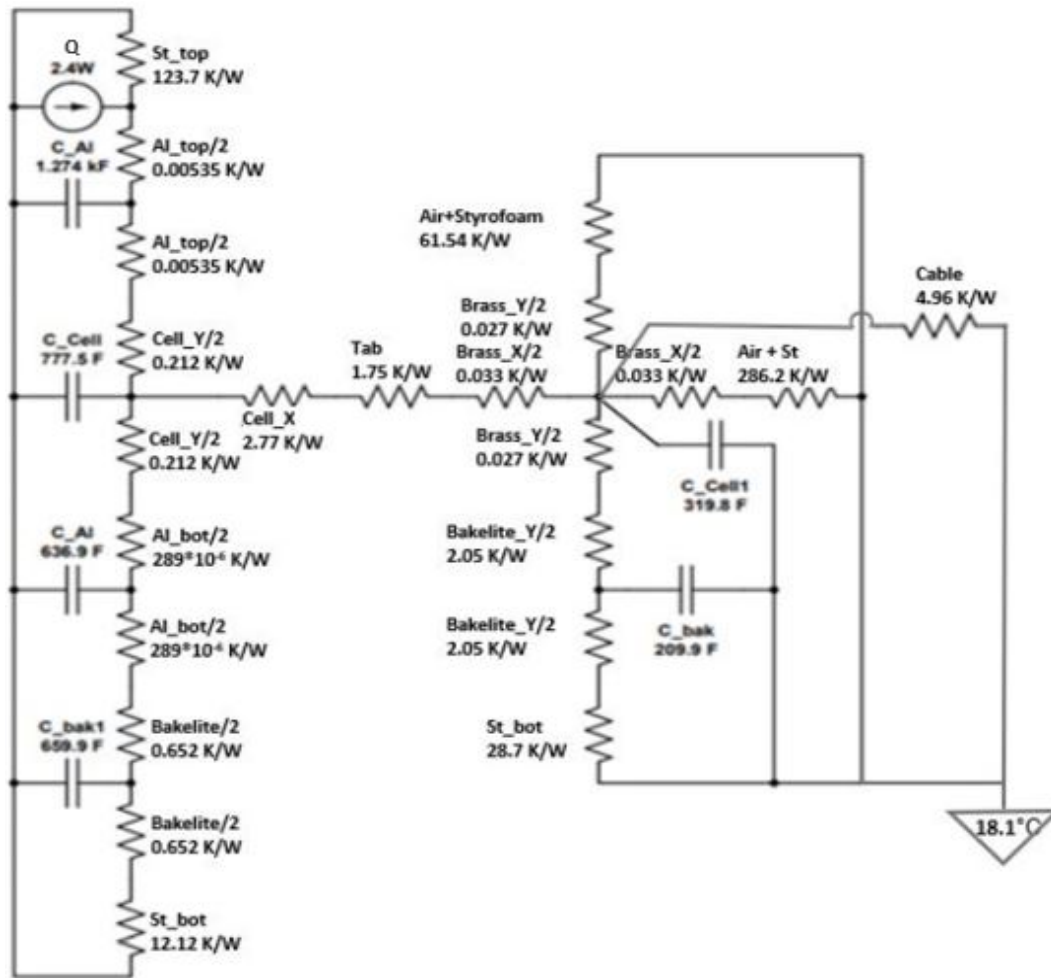 Q
2.4W
St_top
123.7 K/W
C_Al
1.274 kF
Al_top/2
0.00535 K/W
Al_top/2
0.00535 K/W
C_Cell
777.5 F
Cell_Y/2
0.212 K/W
Cell_Y/2
0.212 K/W
Cell_X
2.77 K/W
Tab
1.75 K/W
Air+Styrofoam
61.54 K/W
Brass_Y/2
0.027 K/W
Brass_X/2
0.033 K/W
Brass_X/2
0.033 K/W
Air + St
286.2 K/W
Cable
4.96 K/W
Brass_Y/2
0.027 K/W
C_Cell1
319.8 F
C_Al
636.9 F
Al_bot/2
289*10⁻⁶ K/W
Al_bot/2
289*10⁻⁶ K/W
Bakelite_Y/2
2.05 K/W
C_bak
209.9 F
Bakelite_Y/2
2.05 K/W
C_bak1
659.9 F
Bakelite/2
0.652 K/W
Bakelite/2
0.652 K/W
St_bot
28.7 K/W
St_bot
12.12 K/W
18.1°C